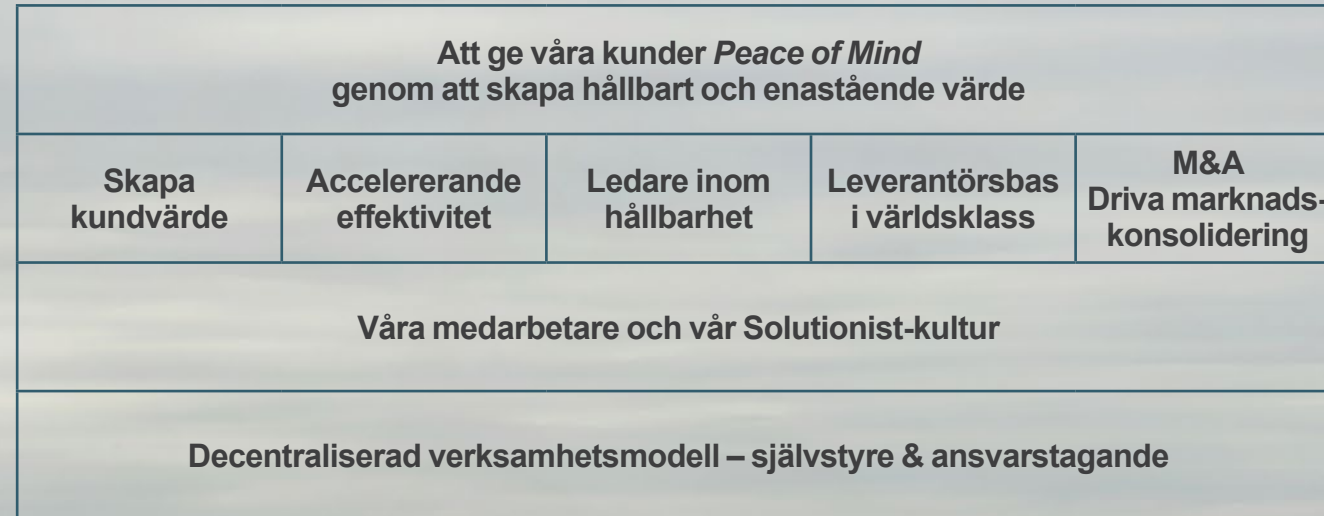 Att ge våra kunder Peace of Mind
genom att skapa hållbart och enastående värde
Skapa
kundvärde
Accelererande
effektivitet
Ledare inom
hållbarhet
Leverantörsbas
i världsklass
M&A
Driva marknads-
konsolidering
Våra medarbetare och vår Solutionist-kultur
Decentraliserad verksamhetsmodell – självstyre & ansvarstagande